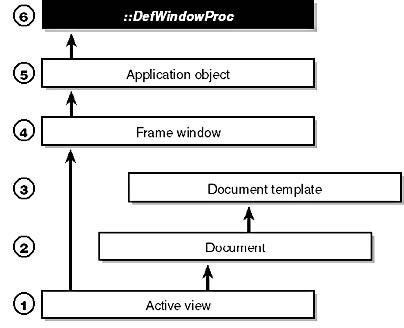 6 ::DefWindowProc
5 Application object
4 Frame window
3 Document template
2 Document
1 Active view